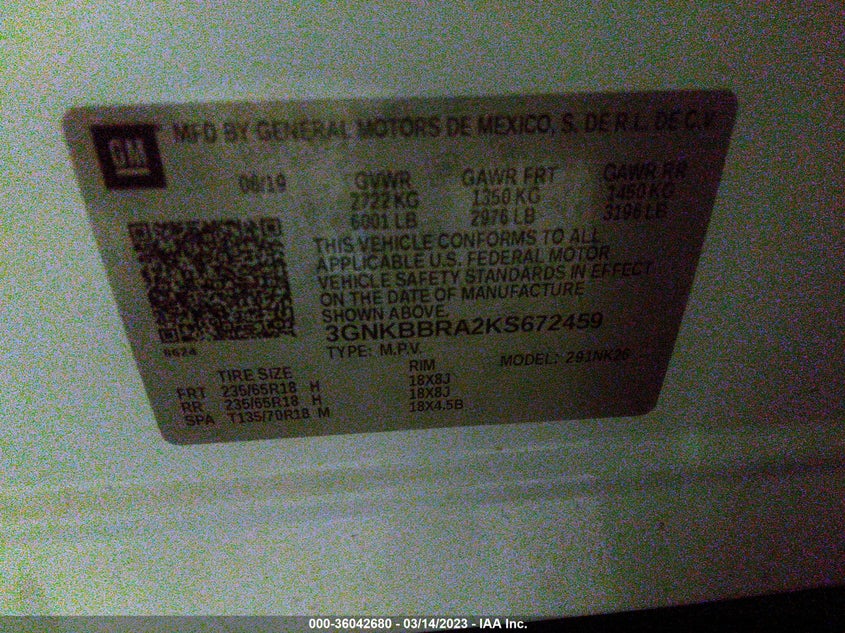 GM
MFD BY GENERAL MOTORS DE MEXICO, S. DE R.L. DE C.V.
06/19 GVWR GAWR FRT GAWR RR
2722 KG 1350 KG 1450 KG
6001 LB 2976 LB 3196 LB
THIS VEHICLE CONFORMS TO ALL
APPLICABLE U.S. FEDERAL MOTOR
VEHICLE SAFETY STANDARDS IN EFFECT
ON THE DATE OF MANUFACTURE
SHOWN ABOVE.
3GNKBBRA2KS672459
8624
TYPE: M.P.V. MODEL: Z91NK26
TIRE SIZE RIM
FRT 235/65R18 H 18X8J
RR 235/65R18 H 18X8J
SPA T135/70R18 M 18X4.5B
000-36042680 - 03/14/2023 - IAA Inc.